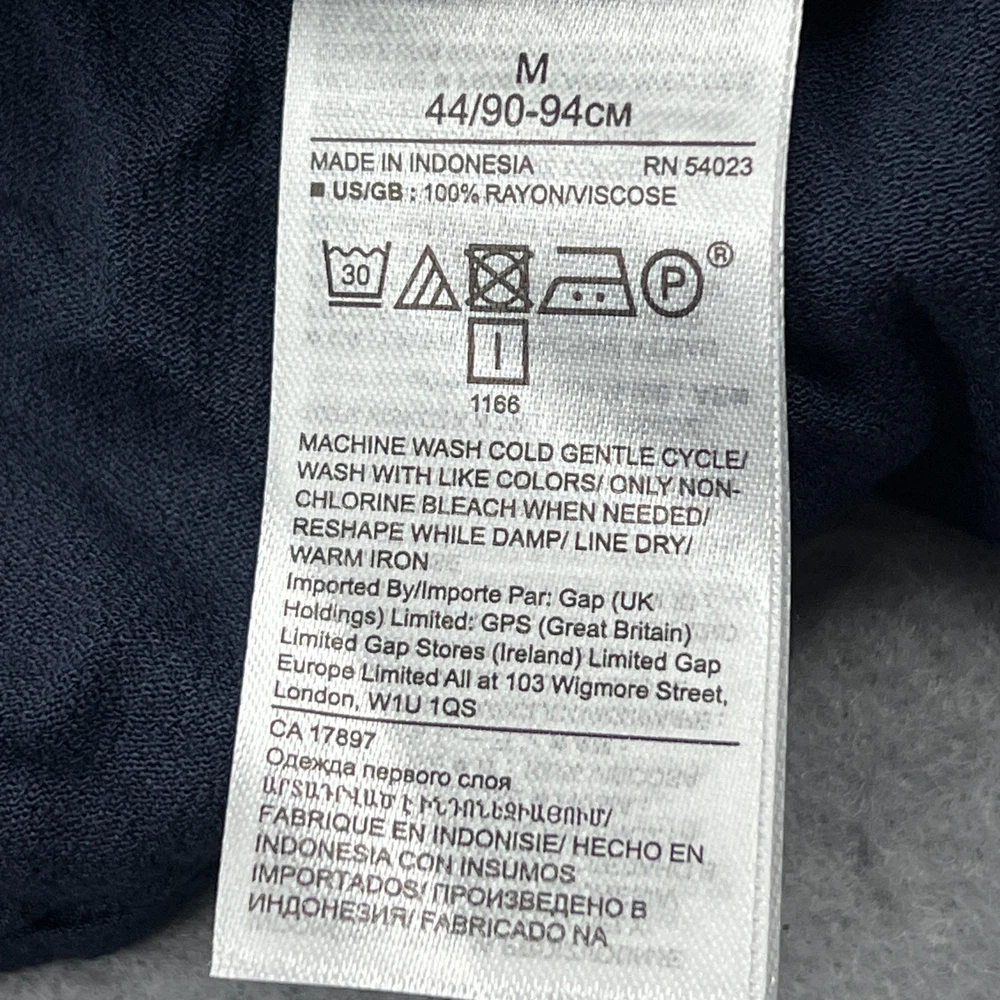 M
44/90-94CM
MADE IN INDONESIA RN 54023
US/GB : 100% RAYON/VISCOSE
30 P ®
1166
MACHINE WASH COLD GENTLE CYCLE/
WASH WITH LIKE COLORS/ ONLY NON-
CHLORINE BLEACH WHEN NEEDED/
RESHAPE WHILE DAMP/ LINE DRY/
WARM IRON
Imported By/Importe Par: Gap (UK
Holdings) Limited: GPS (Great Britain)
Limited Gap Stores (Ireland) Limited Gap
Europe Limited All at 103 Wigmore Street,
London, W1U 1QS
CA 17897
Одежда первого слоя
ԱՐՏԱԴՐՎԱԾ Է ԻՆԴՈՆԵԶԻԱՅՈՒՄ/
FABRIQUE EN INDONISIE/ HECHO EN
INDONESIA CON INSUMOS
IMPORTADOS/ ПРОИЗВЕДЕНО В
ИНДОНЕЗИЯ/ FABRICADO NA